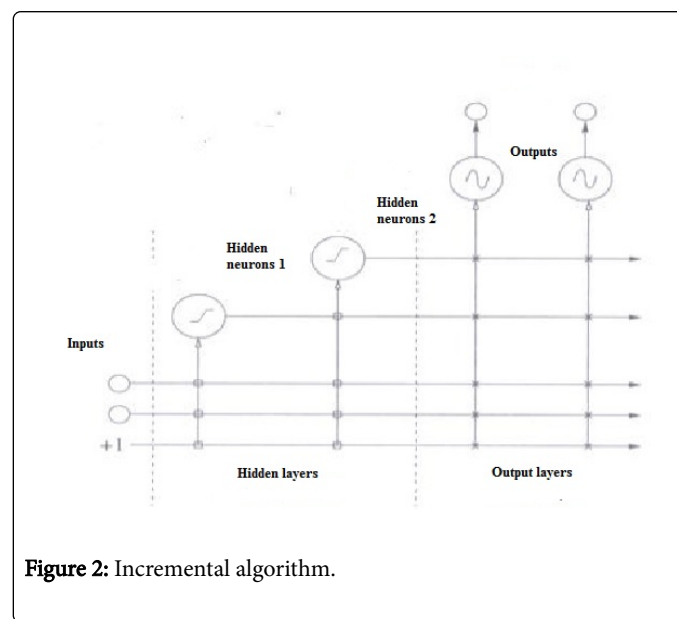 Outputs
Hidden
neurons 2
Hidden
neurons 1
Inputs
+1
Hidden layers
Output layers
Figure 2: Incremental algorithm.